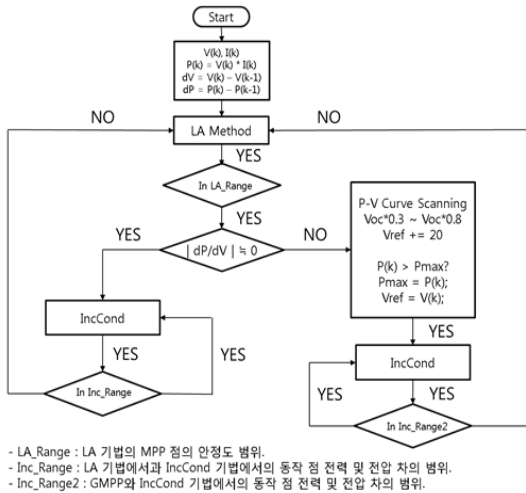 Start
V(k), I(k)
P(k) = V(k) * I(k)
dV = V(k) – V(k-1)
dP = P(k) – P(k-1)
NO
NO
LA Method
YES
In LA_Range
YES
YES
| dP/dV | ≒ 0
NO
P-V Curve Scanning
Voc*0.3 ~ Voc*0.8
Vref += 20
P(k) > Pmax?
Pmax = P(k);
Vref = V(k);
IncCond
YES
YES
In Inc_Range
YES
IncCond
YES
YES
In Inc_Range2
- LA_Range : LA 기법의 MPP 점의 안정도 범위.
- Inc_Range : LA 기법에서과 IncCond 기법에서의 동작 점 전력 및 전압 차의 범위.
- Inc_Range2 : GMPP와 IncCond 기법에서의 동작 점 전력 및 전압 차의 범위.